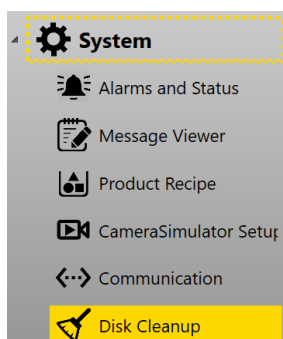 System
Alarms and Status
Message Viewer
Product Recipe
CameraSimulator Setup
Communication
Disk Cleanup